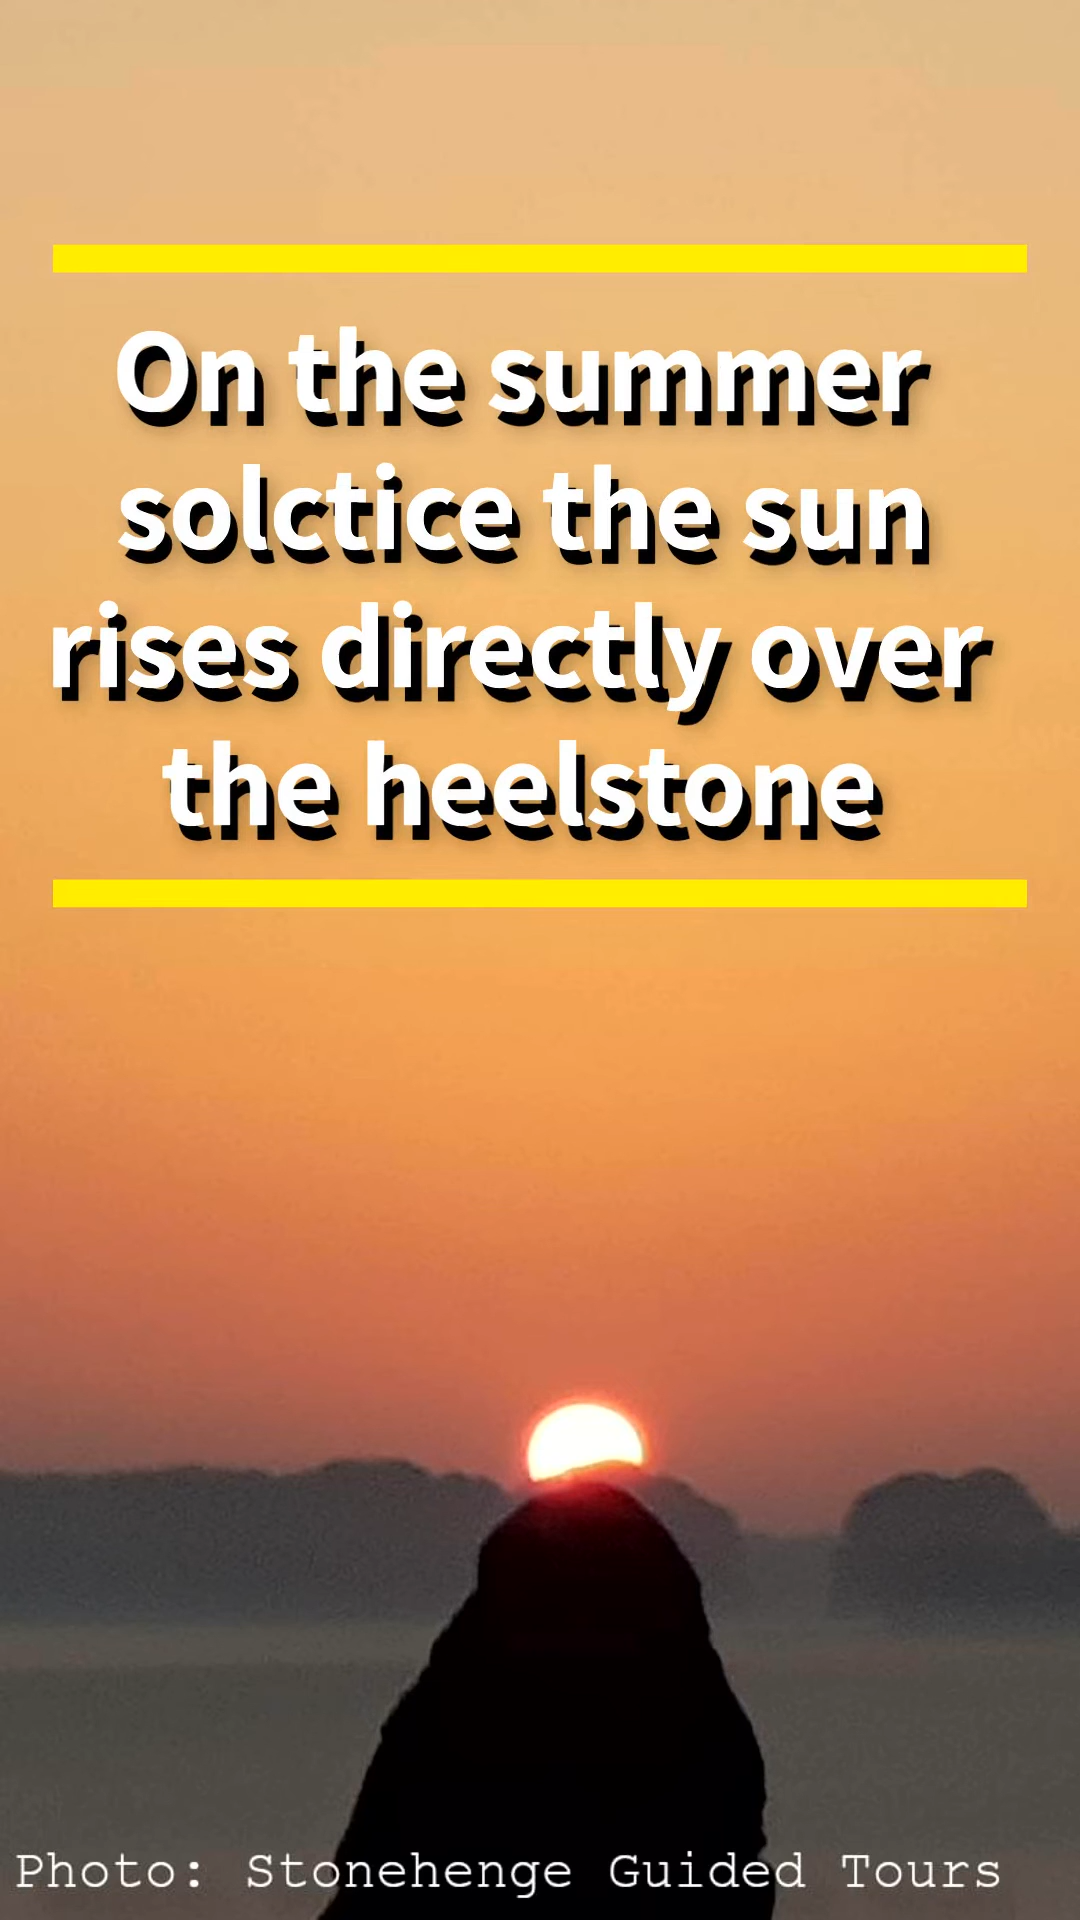 On the summer
solctice the sun
rises directly over
the heelstone
Photo: Stonehenge Guided Tours